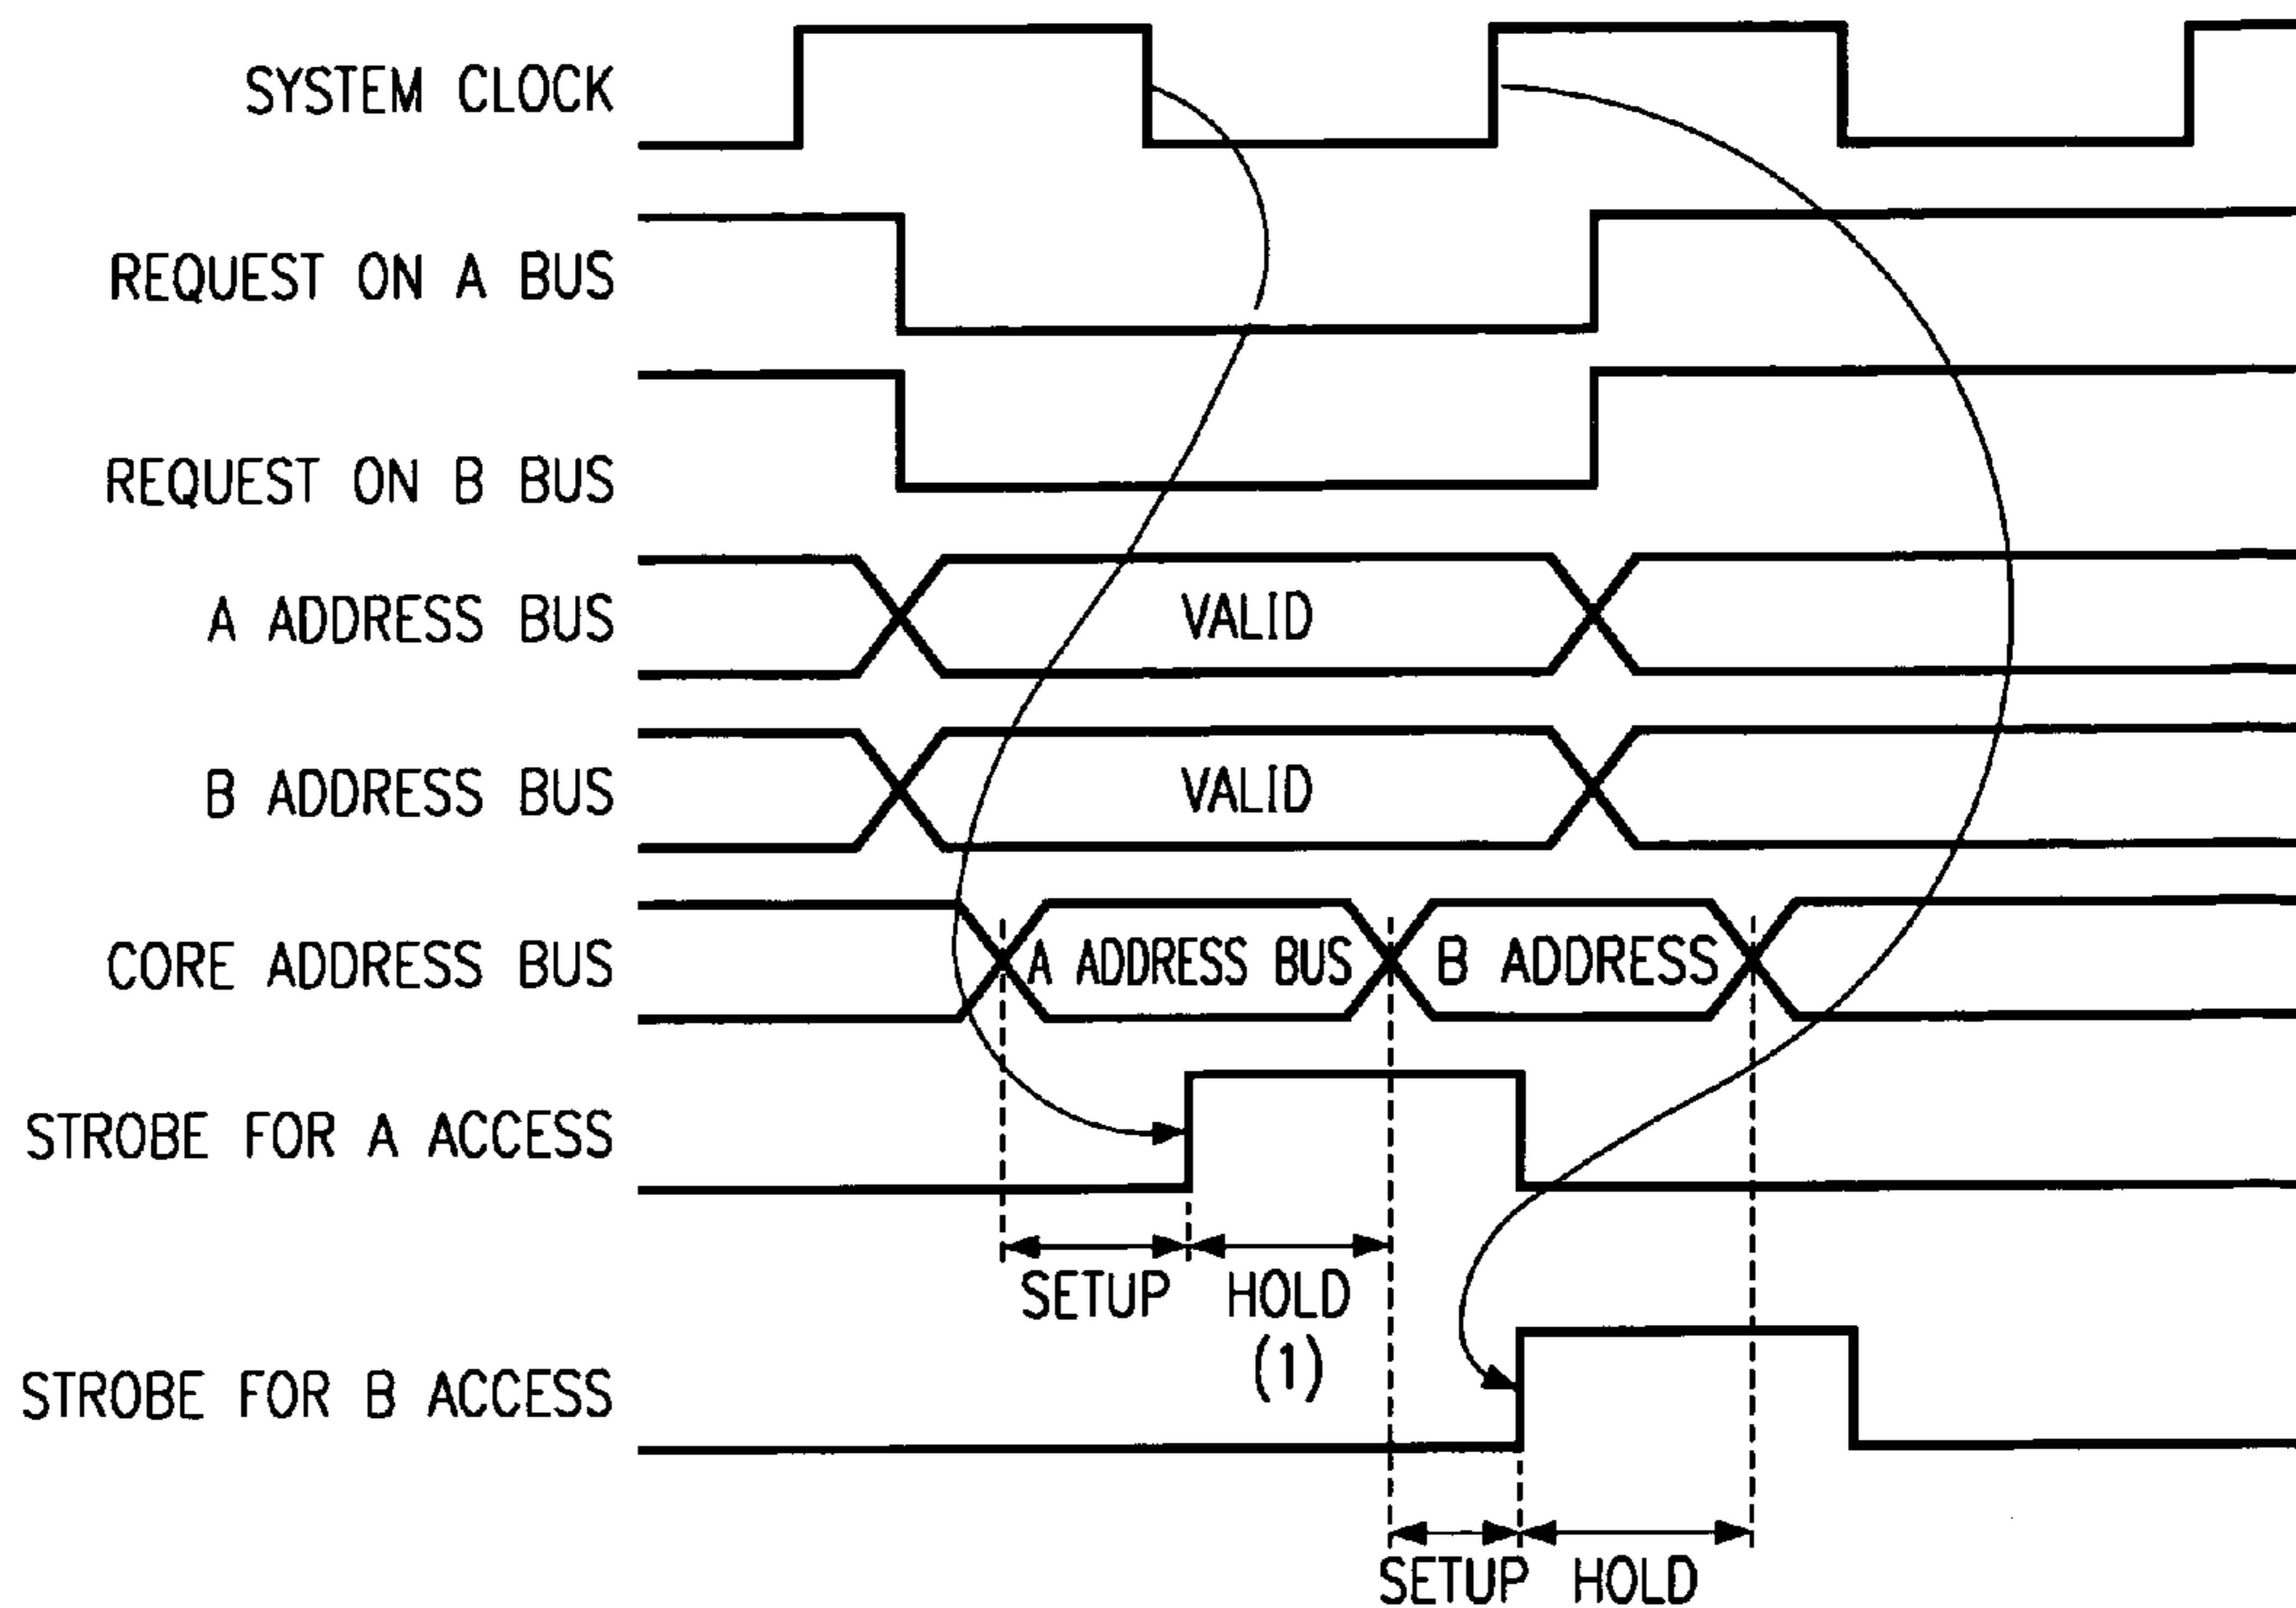 SYSTEM CLOCK
REQUEST ON A BUS
REQUEST ON B BUS
A ADDRESS BUS
VALID
B ADDRESS BUS
VALID
CORE ADDRESS BUS
A ADDRESS BUS
B ADDRESS
STROBE FOR A ACCESS
SETUP
HOLD
(1)
STROBE FOR B ACCESS
SETUP
HOLD